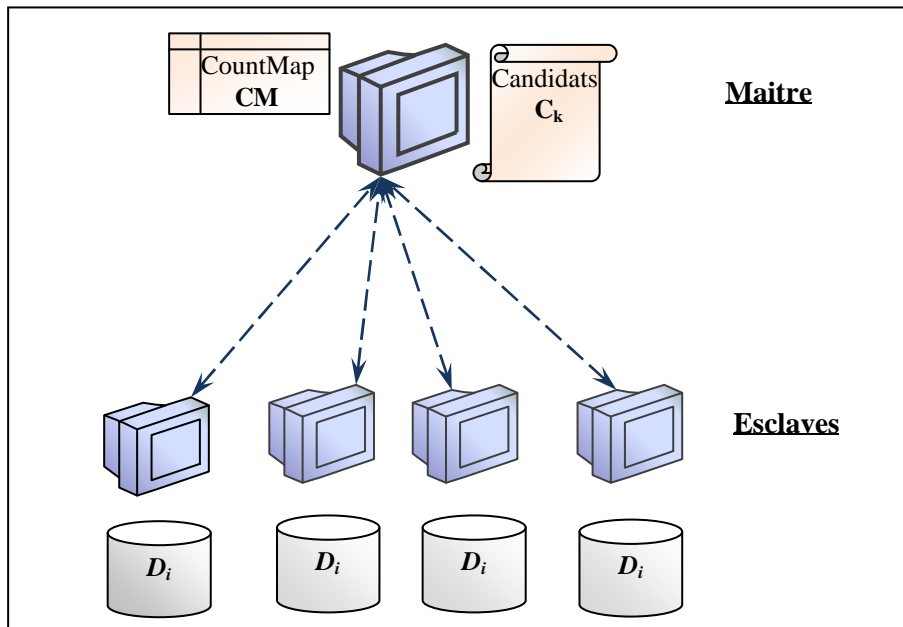 CountMap
CM
Candidats
Ck
Maitre
Esclaves
Di
Di
Di
Di